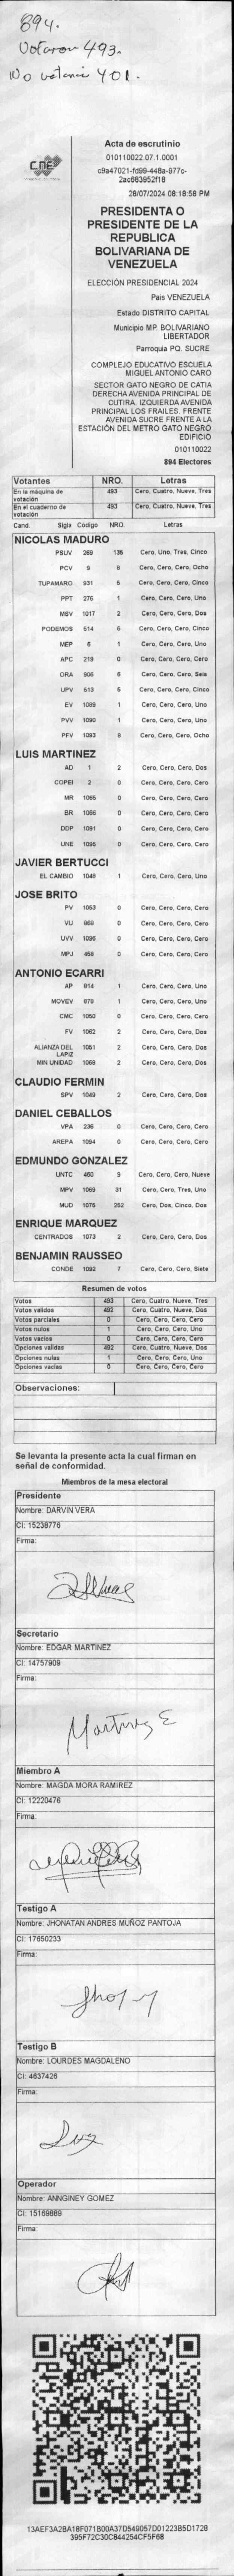 894.
Votaron 493.
No votaron 401.
cne
Acta de escrutinio
010110022.07.1.0001
c9a47021-fd99-448a-977c-
2ac683952f18
28/07/2024 08:18:58 PM
PRESIDENTA O
PRESIDENTE DE LA
REPUBLICA
BOLIVARIANA DE
VENEZUELA
ELECCIÓN PRESIDENCIAL 2024
Pais VENEZUELA
Estado DISTRITO CAPITAL
Municipio MP. BOLIVARIANO
LIBERTADOR
Parroquia PQ. SUCRE
COMPLEJO EDUCATIVO ESCUELA
MIGUEL ANTONIO CARO
SECTOR GATO NEGRO DE CATIA
DERECHA AVENIDA PRINCIPAL DE
CUTIRA. IZQUIERDA AVENIDA
PRINCIPAL LOS FRAILES. FRENTE
AVENIDA SUCRE FRENTE A LA
ESTACIÓN DEL METRO GATO NEGRO
EDIFICIO
010110022
894 Electores
Votantes NRO. Letras
En la máquina de votación 493 Cero, Cuatro, Nueve, Tres
En el cuaderno de votación 493 Cero, Cuatro, Nueve, Tres
Cand. Sigla Código NRO. Letras
NICOLAS MADURO
PSUV 269 135 Cero, Uno, Tres, Cinco
PCV 9 8 Cero, Cero, Cero, Ocho
TUPAMARO 931 5 Cero, Cero, Cero, Cinco
PPT 276 1 Cero, Cero, Cero, Uno
MSV 1017 2 Cero, Cero, Cero, Dos
PODEMOS 514 5 Cero, Cero, Cero, Cinco
MEP 6 1 Cero, Cero, Cero, Uno
APC 219 0 Cero, Cero, Cero, Cero
ORA 906 6 Cero, Cero, Cero, Seis
UPV 613 5 Cero, Cero, Cero, Cinco
EV 1089 1 Cero, Cero, Cero, Uno
PVV 1090 1 Cero, Cero, Cero, Uno
PFV 1093 8 Cero, Cero, Cero, Ocho
LUIS MARTINEZ
AD 1 2 Cero, Cero, Cero, Dos
COPEI 2 0 Cero, Cero, Cero, Cero
MR 1065 0 Cero, Cero, Cero, Cero
BR 1066 0 Cero, Cero, Cero, Cero
DDP 1091 0 Cero, Cero, Cero, Cero
UNE 1096 0 Cero, Cero, Cero, Cero
JAVIER BERTUCCI
EL CAMBIO 1048 1 Cero, Cero, Cero, Uno
JOSE BRITO
PV 1053 0 Cero, Cero, Cero, Cero
VU 969 0 Cero, Cero, Cero, Cero
UVV 1095 0 Cero, Cero, Cero, Cero
MPJ 458 0 Cero, Cero, Cero, Cero
ANTONIO ECARRI
AP 914 1 Cero, Cero, Cero, Uno
MOVEV 979 1 Cero, Cero, Cero, Uno
CMC 1050 0 Cero, Cero, Cero, Cero
FV 1062 2 Cero, Cero, Cero, Dos
ALIANZA DEL LAPIZ 1051 2 Cero, Cero, Cero, Dos
MIN UNIDAD 1068 2 Cero, Cero, Cero, Dos
CLAUDIO FERMIN
SPV 1049 2 Cero, Cero, Cero, Dos
DANIEL CEBALLOS
VPA 236 0 Cero, Cero, Cero, Cero
AREPA 1094 0 Cero, Cero, Cero, Cero
EDMUNDO GONZALEZ
UNTC 460 9 Cero, Cero, Cero, Nueve
MPV 1069 31 Cero, Cero, Tres, Uno
MUD 1075 252 Cero, Dos, Cinco, Dos
ENRIQUE MARQUEZ
CENTRADOS 1073 2 Cero, Cero, Cero, Dos
BENJAMIN RAUSSEO
CONDE 1092 7 Cero, Cero, Cero, Siete
Resumen de votos
Votos 493 Cero, Cuatro, Nueve, Tres
Votos validos 492 Cero, Cuatro, Nueve, Dos
Votos parciales 0 Cero, Cero, Cero, Cero
Votos nulos 1 Cero, Cero, Cero, Uno
Votos vacios 0 Cero, Cero, Cero, Cero
Opciones validas 492 Cero, Cuatro, Nueve, Dos
Opciones nulas 1 Cero, Cero, Cero, Uno
Opciones vacias 0 Cero, Cero, Cero, Cero
Observaciones:
Se levanta la presente acta la cual firman en
señal de conformidad.
Miembros de la mesa electoral
Presidente
Nombre: DARVIN VERA
CI: 15238776
Firma:
Secretario
Nombre: EDGAR MARTINEZ
CI: 14757909
Firma:
Martinez E
Miembro A
Nombre: MAGDA MORA RAMIREZ
CI: 12220476
Firma:
Testigo A
Nombre: JHONATAN ANDRES MUÑOZ PANTOJA
CI: 17650233
Firma:
Testigo B
Nombre: LOURDES MAGDALENO
CI: 4637426
Firma:
Operador
Nombre: ANNGINEY GOMEZ
CI: 15169889
Firma:
13AEF3A2BA18F071B00A37D549057D01223B5D1728
395F72C30C844254CF5F68